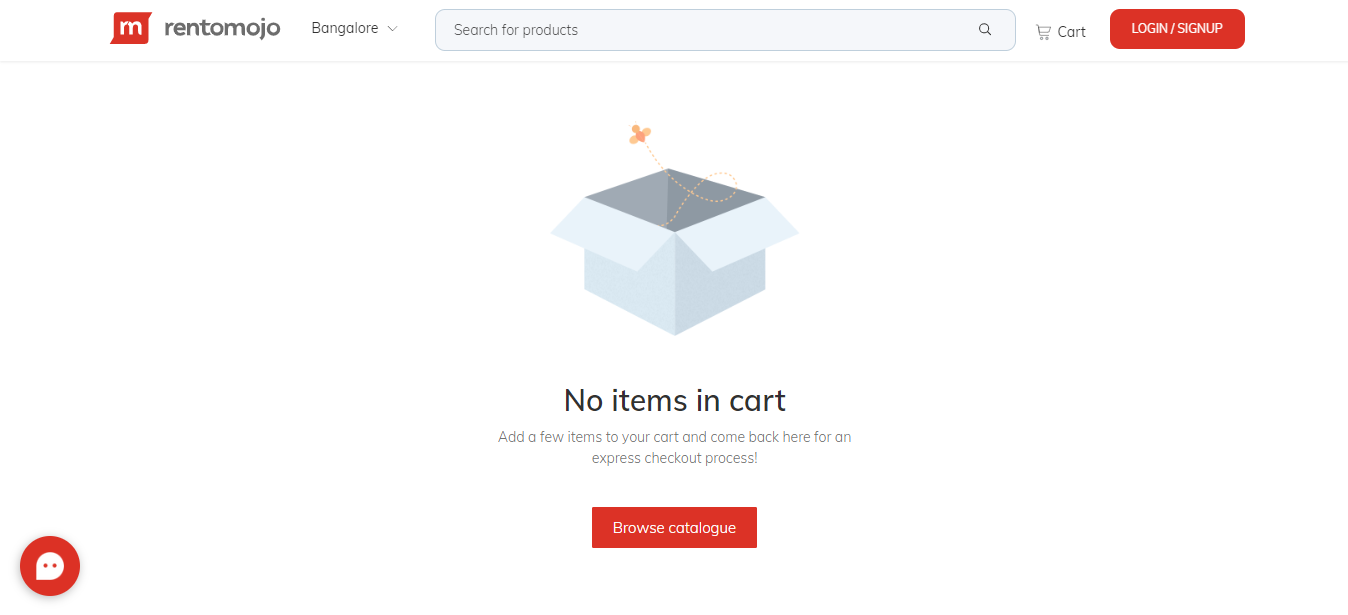 m rentomojo
Bangalore
Search for products
Cart
LOGIN / SIGNUP
No items in cart
Add a few items to your cart and come back here for an
express checkout process!
Browse catalogue